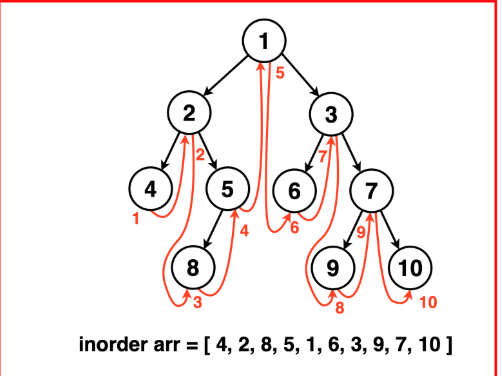 1
5
2 3
2 7
4 5 6 7
1 4 6 9
8 9 10
3 8 10
inorder arr = [ 4, 2, 8, 5, 1, 6, 3, 9, 7, 10 ]